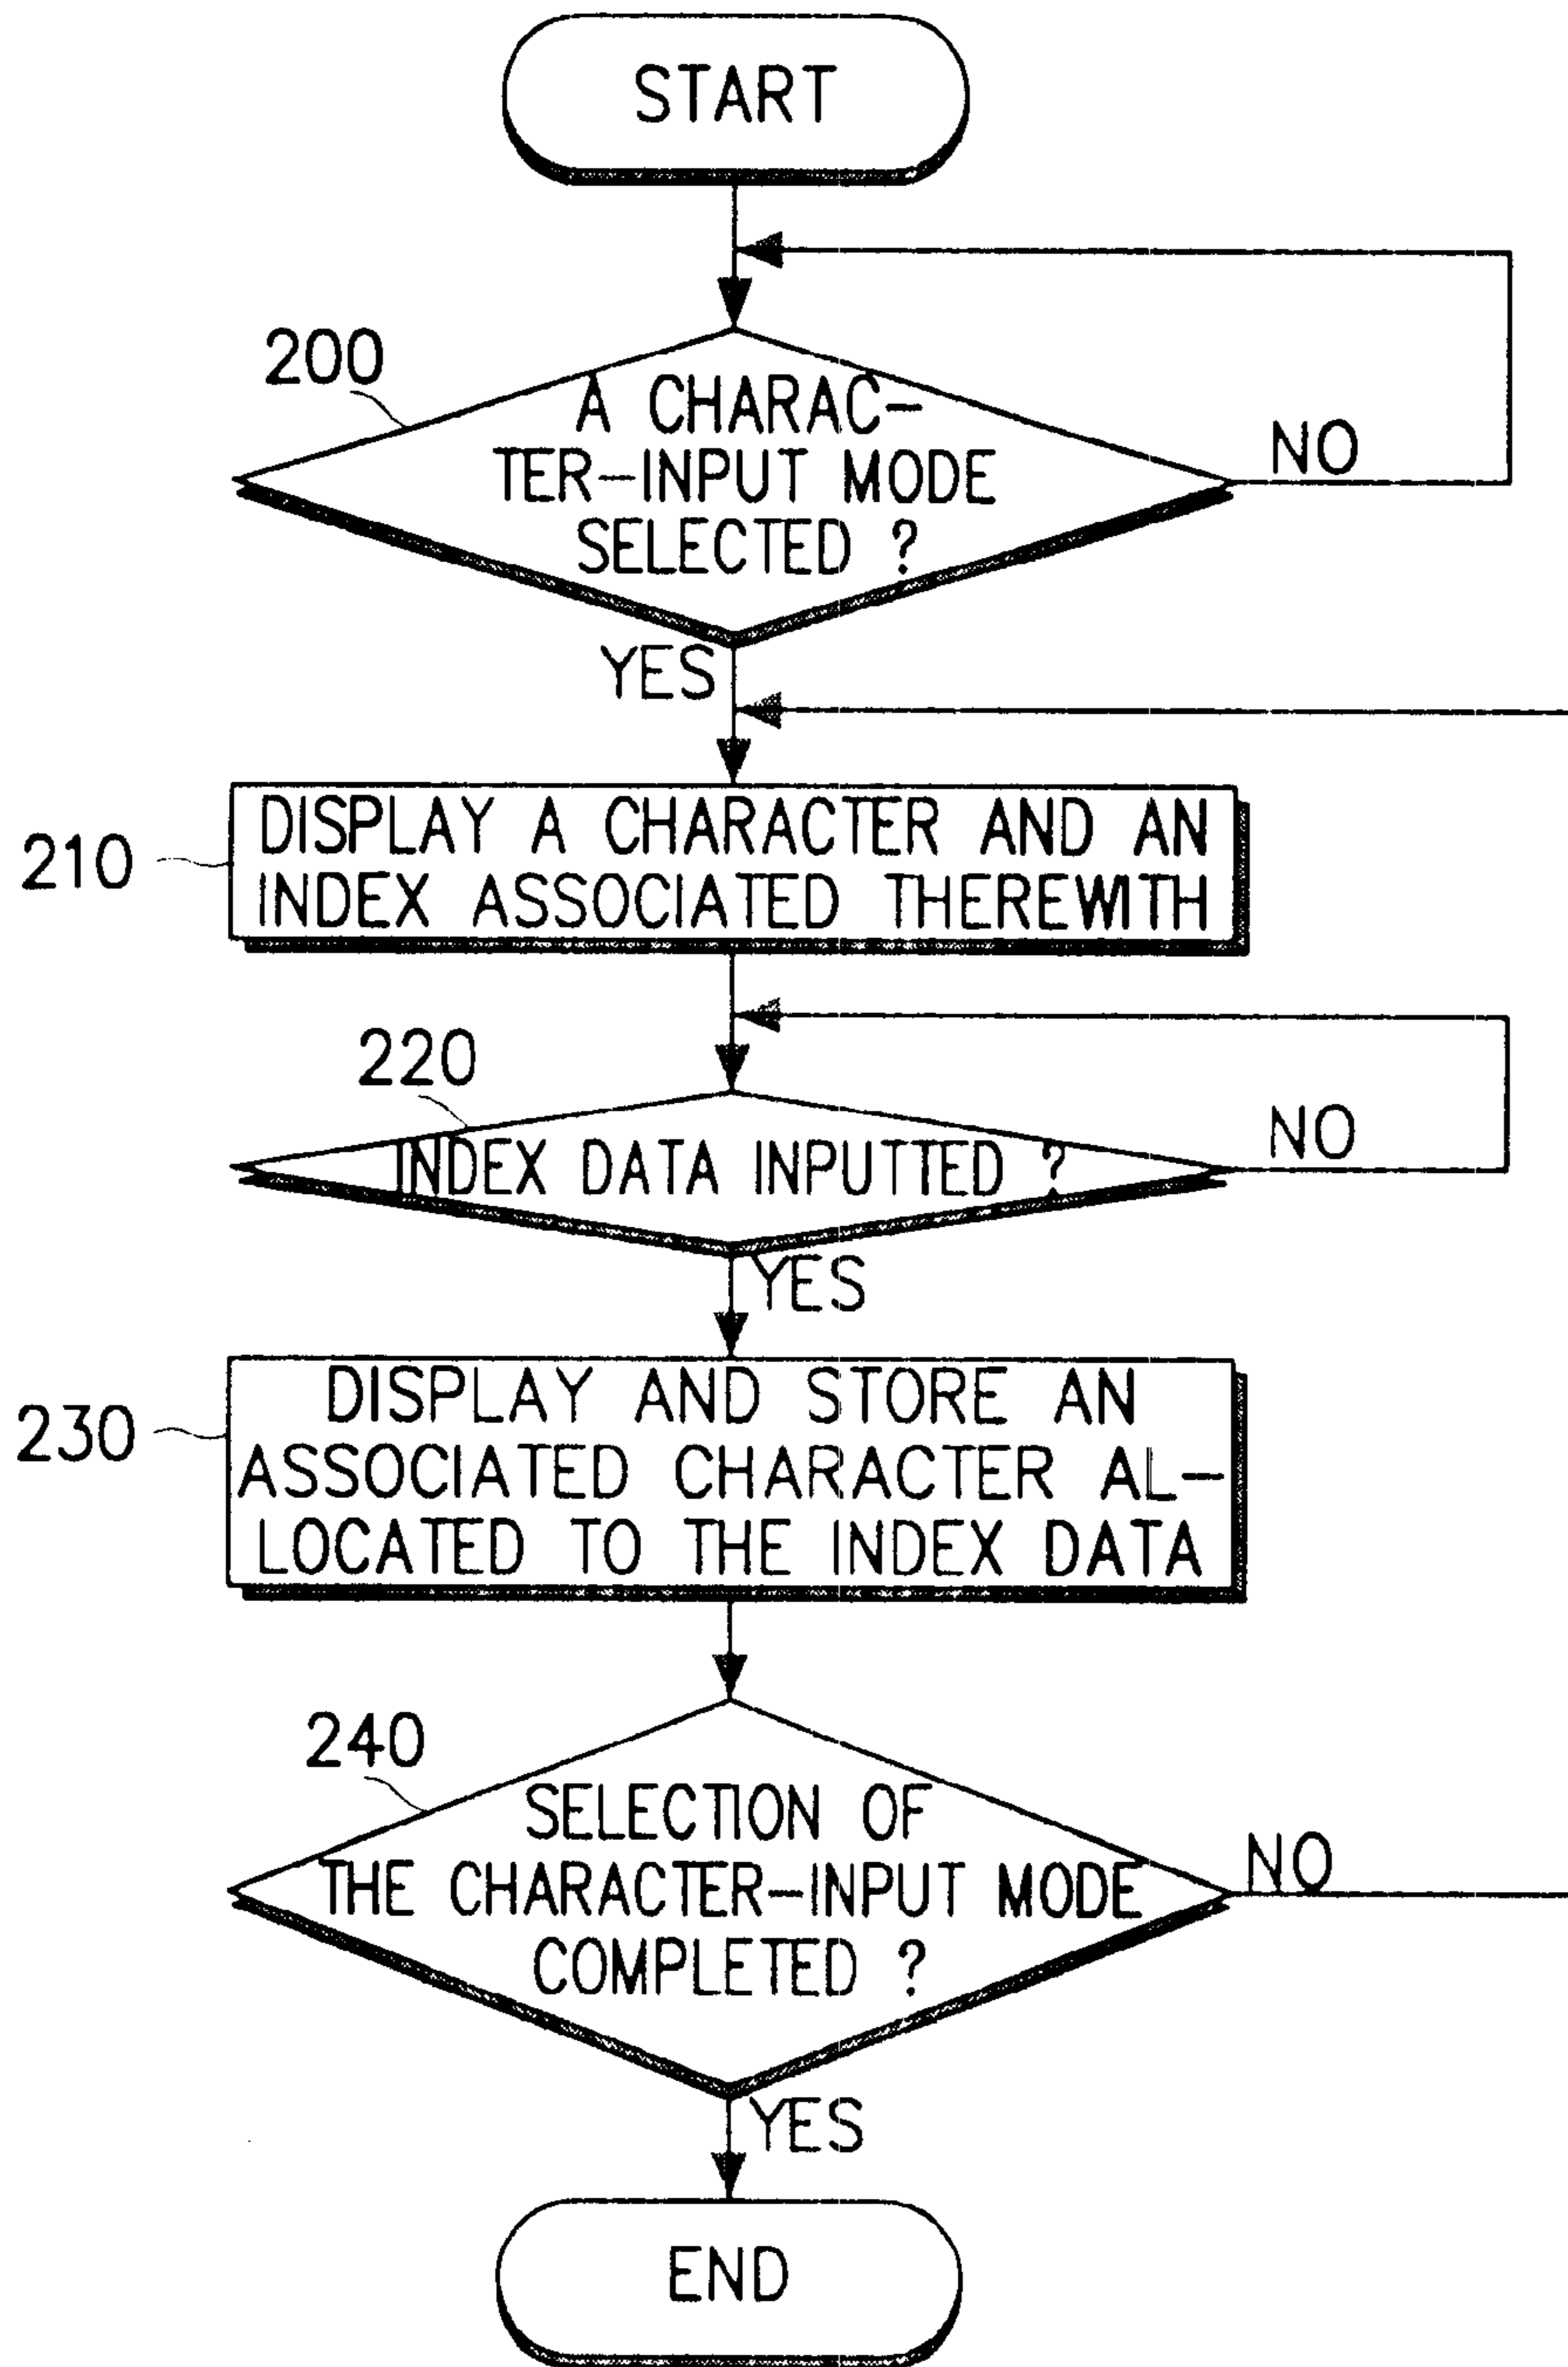 START
200
A CHARAC-
TER-INPUT MODE
SELECTED ?
NO
YES
210
DISPLAY A CHARACTER AND AN
INDEX ASSOCIATED THEREWITH
220
INDEX DATA INPUTTED ?
NO
YES
230
DISPLAY AND STORE AN
ASSOCIATED CHARACTER AL-
LOCATED TO THE INDEX DATA
240
SELECTION OF
THE CHARACTER-INPUT MODE
COMPLETED ?
NO
YES
END